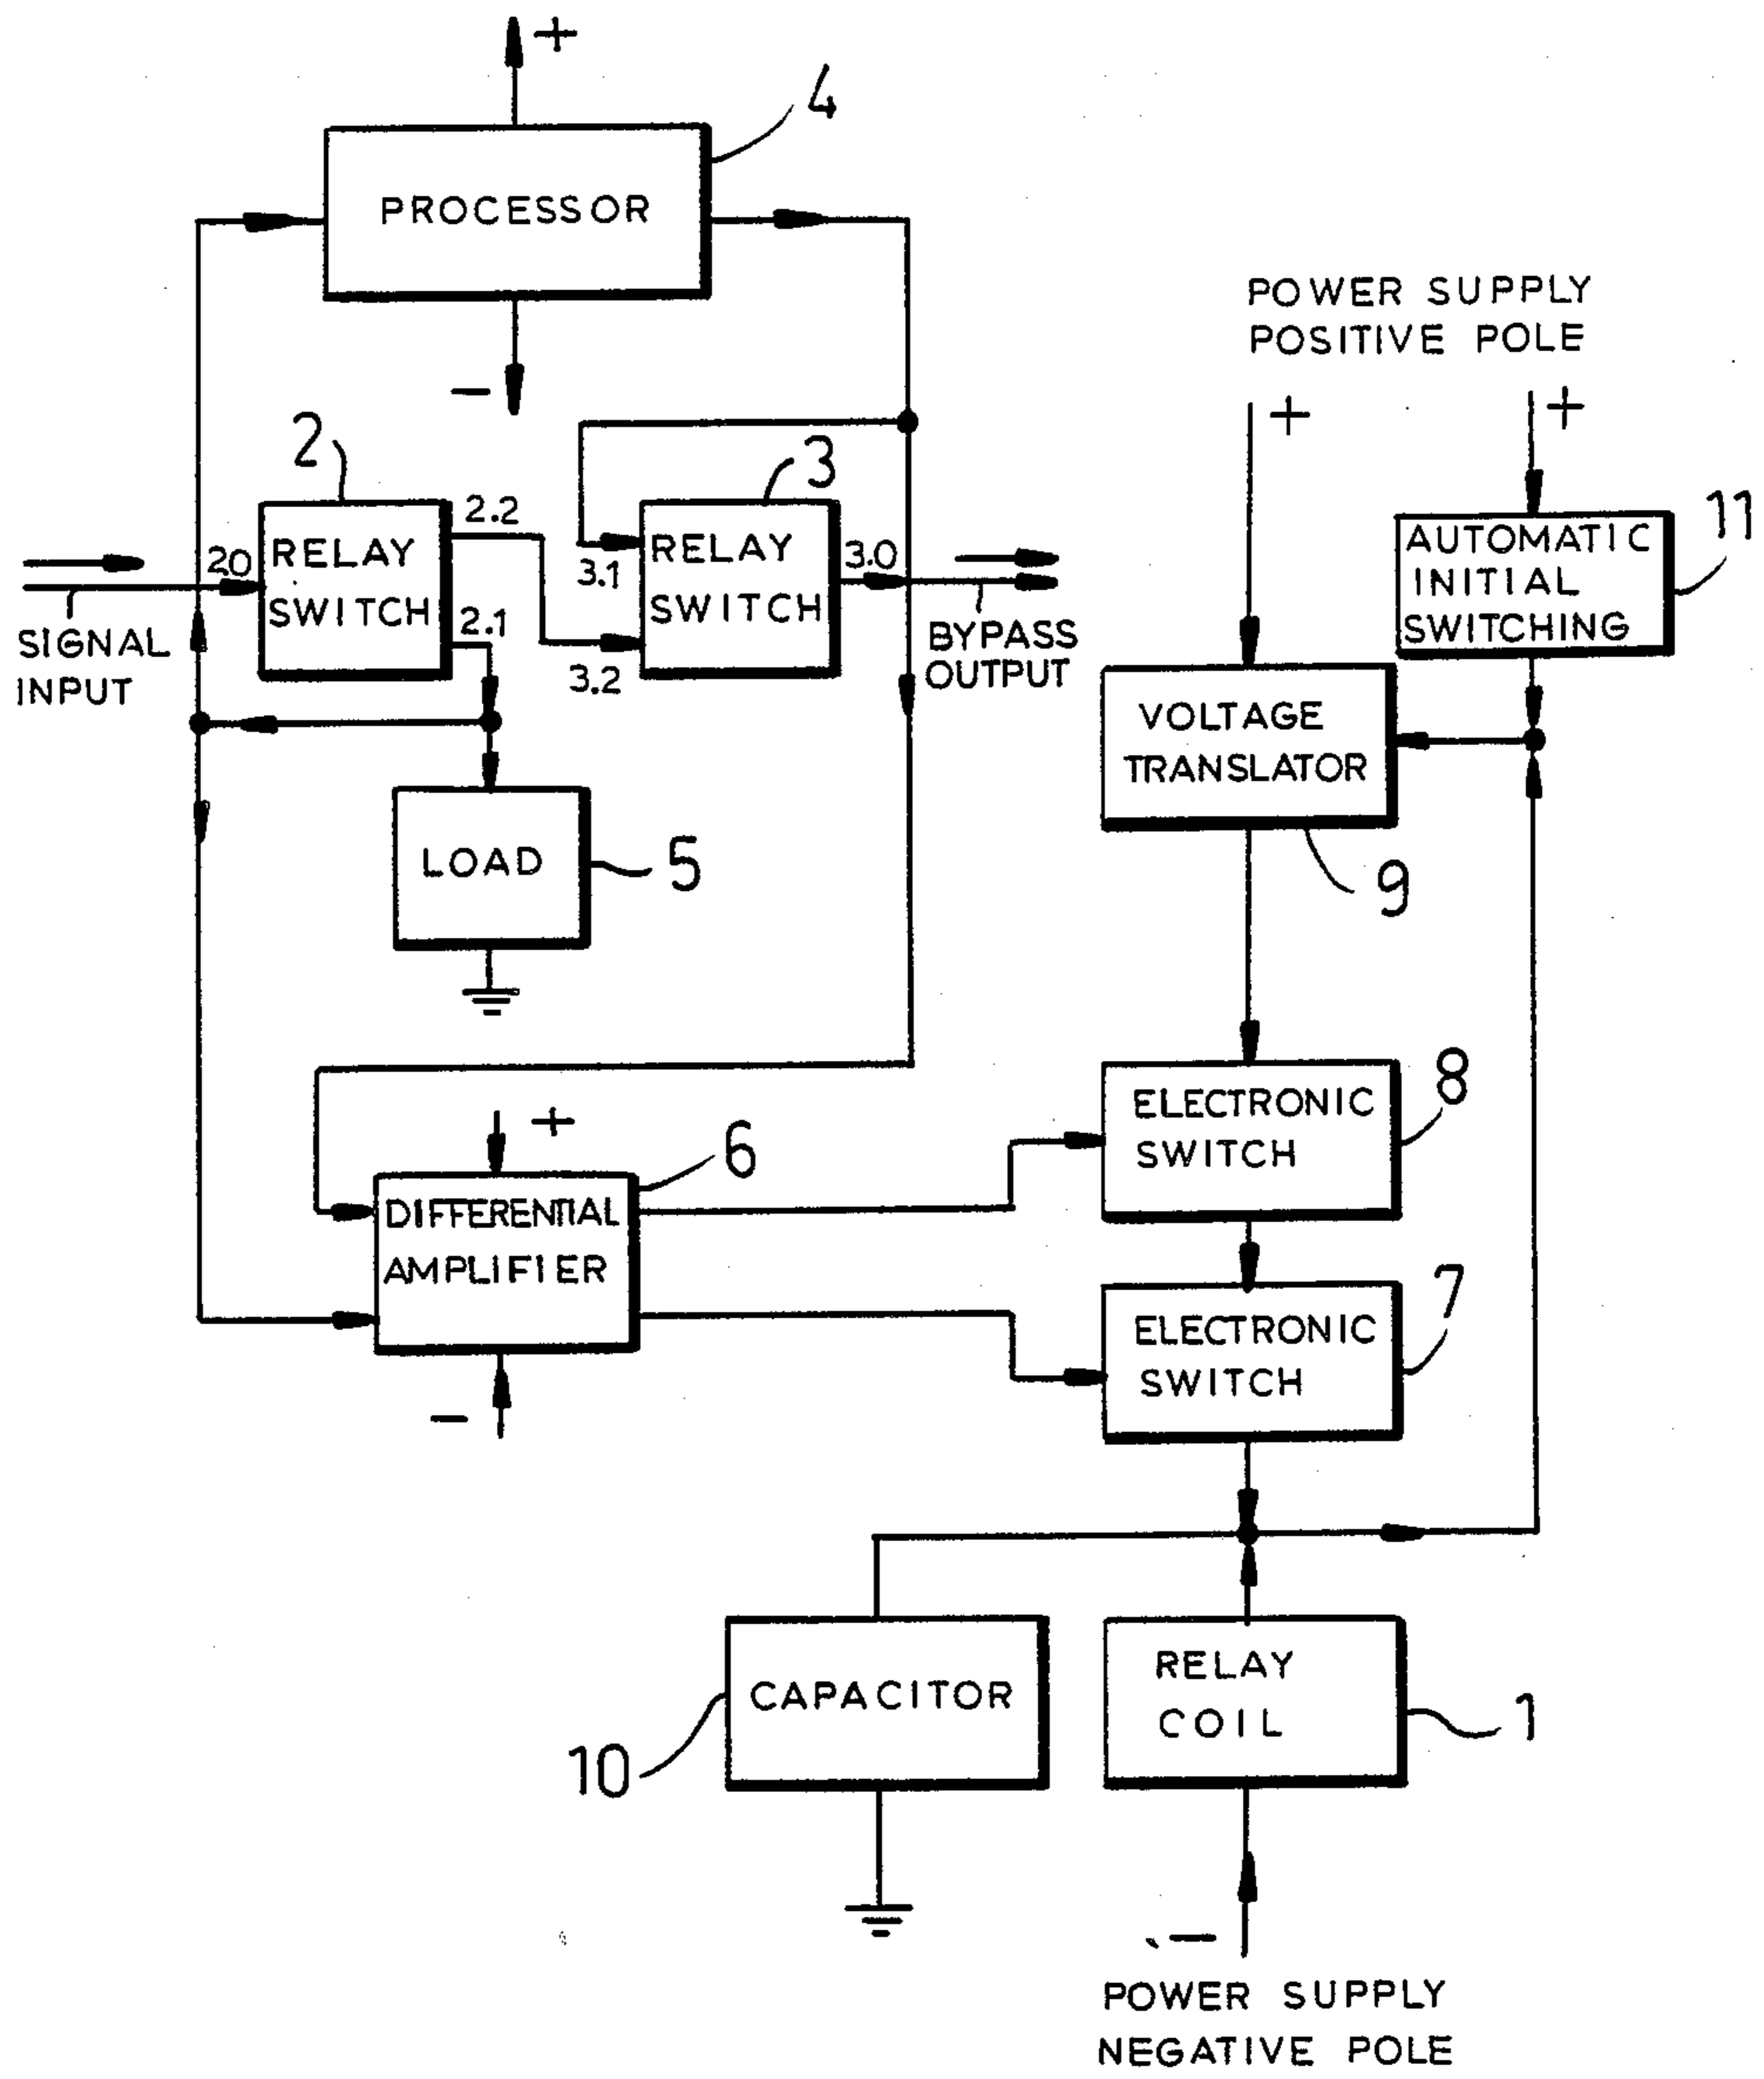 +
4
PROCESSOR
−
POWER SUPPLY
POSITIVE POLE
+
+
2
3
11
2.2
RELAY
SWITCH
20
2.1
3.1
RELAY
SWITCH
3.2
3.0
AUTOMATIC
INITIAL
SWITCHING
SIGNAL
INPUT
BYPASS
OUTPUT
VOLTAGE
TRANSLATOR
9
LOAD
5
8
ELECTRONIC
SWITCH
+
6
DIFFERENTIAL
AMPLIFIER
−
7
ELECTRONIC
SWITCH
CAPACITOR
10
RELAY
COIL
1
−
POWER SUPPLY
NEGATIVE POLE